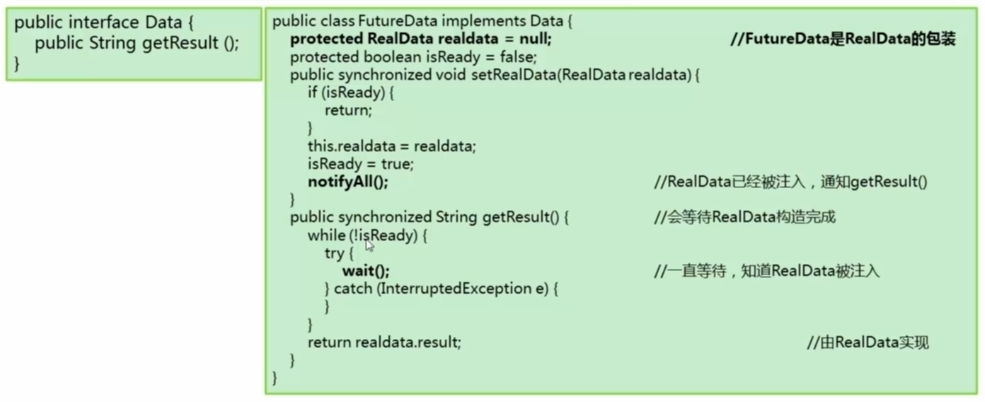 public interface Data {
public String getResult ();
}
public class FutureData implements Data {
protected RealData realdata = null; //FutureData是RealData的包装
protected boolean isReady = false;
public synchronized void setRealData(RealData realdata) {
if (isReady) {
return;
}
this.realdata = realdata;
isReady = true;
notifyAll(); //RealData已经被注入，通知getResult()
}
public synchronized String getResult() { //会等待RealData构造完成
while (!isReady) {
try {
wait(); //一直等待，知道RealData被注入
} catch (InterruptedException e) {
}
}
return realdata.result; //由RealData实现
}
}